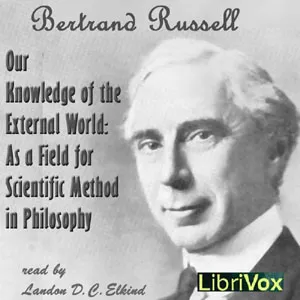 Bertrand Russell
Our
Knowledge of the
External World:
As a Field for
Scientific Method
in Philosophy
read by
Landon D. C. Elkind
LibriVox